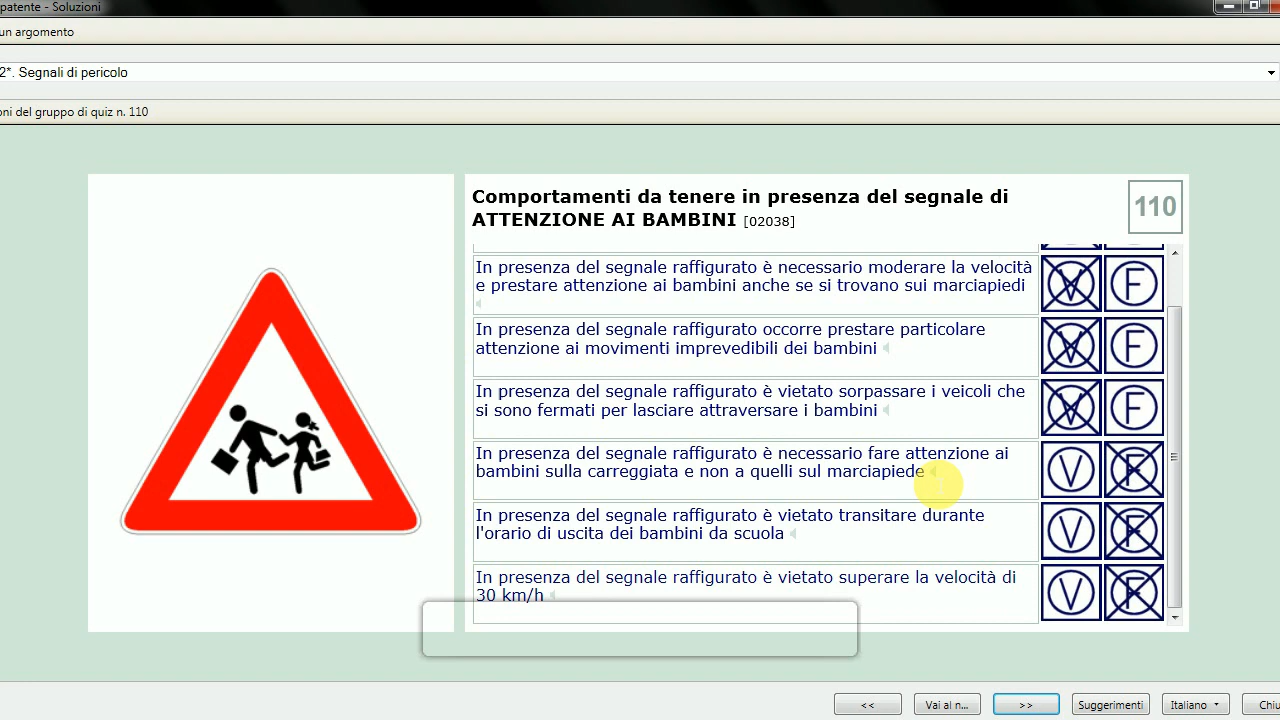 patente - Soluzioni
un argomento
2*. Segnali di pericolo
oni del gruppo di quiz n. 110
Comportamenti da tenere in presenza del segnale di
ATTENZIONE AI BAMBINI [02038]
110
In presenza del segnale raffigurato è necessario moderare la velocità
e prestare attenzione ai bambini anche se si trovano sui marciapiedi
V F
In presenza del segnale raffigurato occorre prestare particolare
attenzione ai movimenti imprevedibili dei bambini
V F
In presenza del segnale raffigurato è vietato sorpassare i veicoli che
si sono fermati per lasciare attraversare i bambini
V F
In presenza del segnale raffigurato è necessario fare attenzione ai
bambini sulla carreggiata e non a quelli sul marciapiede
V F
In presenza del segnale raffigurato è vietato transitare durante
l'orario di uscita dei bambini da scuola
V F
In presenza del segnale raffigurato è vietato superare la velocità di
30 km/h
V F
<< Vai al n... >> Suggerimenti Italiano Chiu